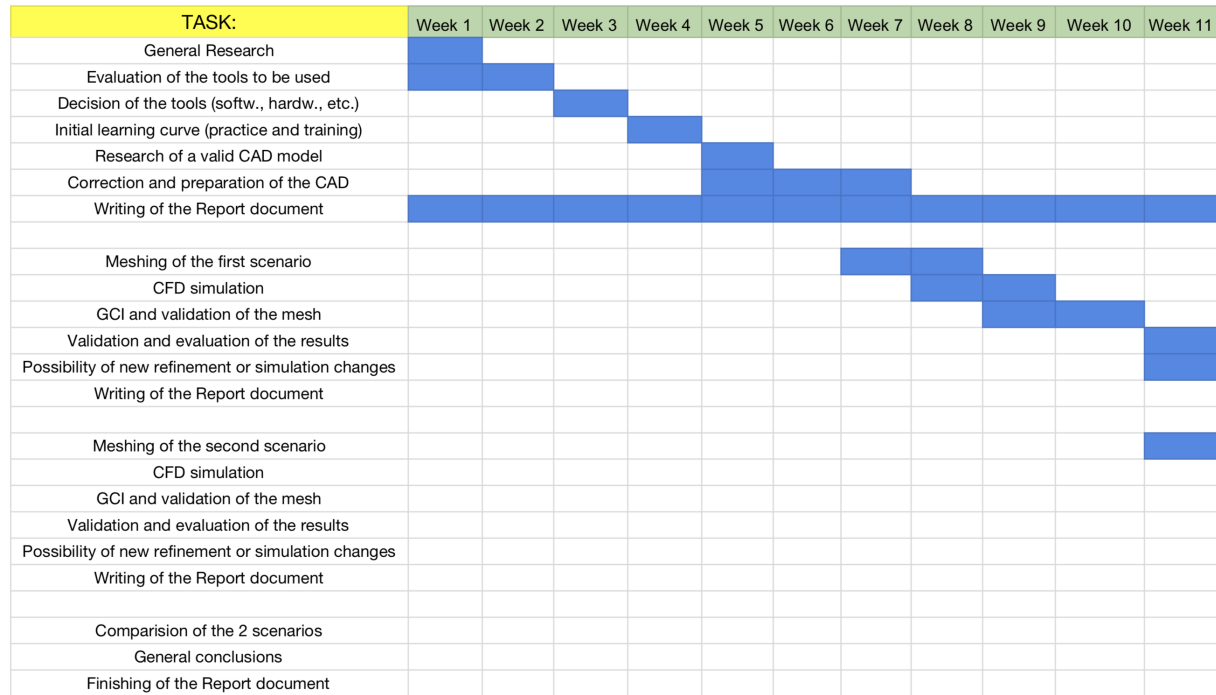 TASK: Week 1 Week 2 Week 3 Week 4 Week 5 Week 6 Week 7 Week 8 Week 9 Week 10 Week 11
General Research
Evaluation of the tools to be used
Decision of the tools (softw., hardw., etc.)
Initial learning curve (practice and training)
Research of a valid CAD model
Correction and preparation of the CAD
Writing of the Report document
Meshing of the first scenario
CFD simulation
GCI and validation of the mesh
Validation and evaluation of the results
Possibility of new refinement or simulation changes
Writing of the Report document
Meshing of the second scenario
CFD simulation
GCI and validation of the mesh
Validation and evaluation of the results
Possibility of new refinement or simulation changes
Writing of the Report document
Comparision of the 2 scenarios
General conclusions
Finishing of the Report document